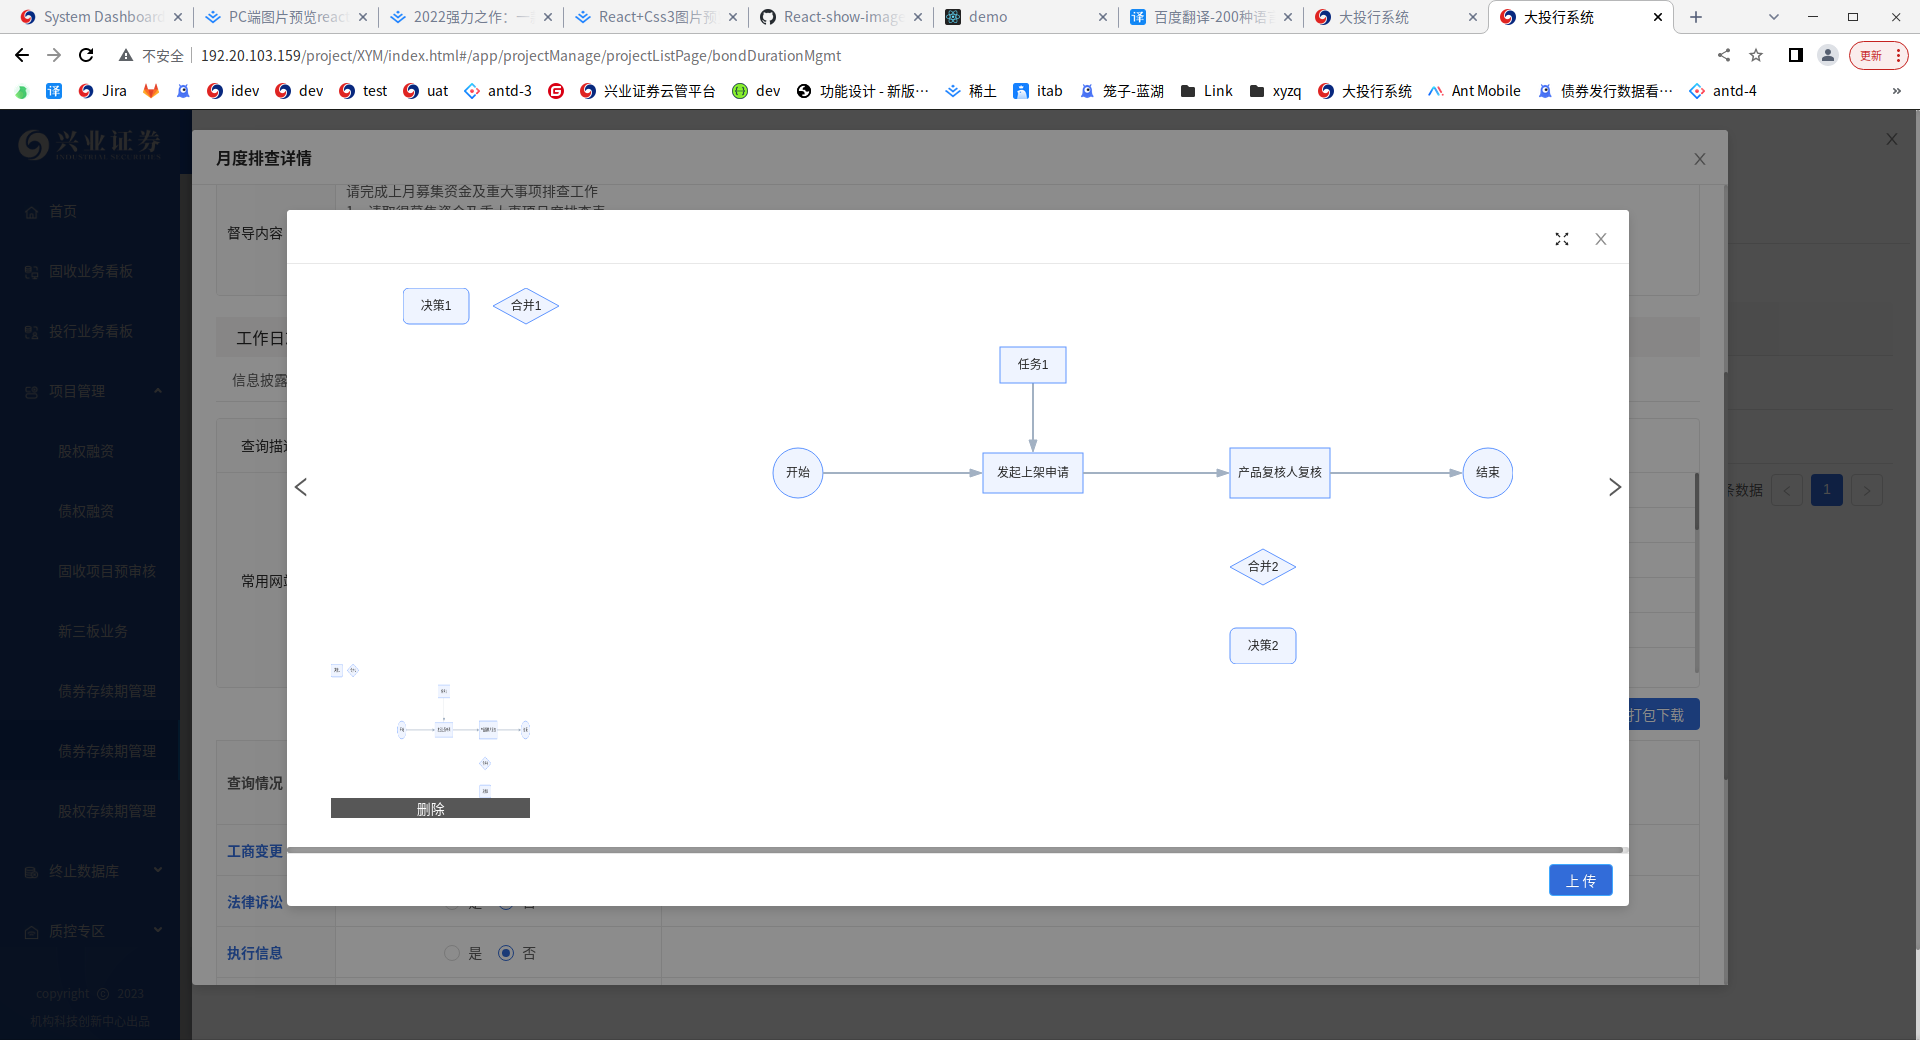 System Dashboard
PC端图片预览reac
2022强力之作：一
React+Css3图片预
React-show-image
demo
百度翻译-200种语言
大投行系统
大投行系统
不安全
192.20.103.159/project/XYM/index.html#/app/projectManage/projectListPage/bondDurationMgmt
更新
Jira
idev
dev
test
uat
antd-3
兴业证券云管平台
dev
功能设计 - 新版…
稀土
itab
笼子-蓝湖
Link
xyzq
大投行系统
Ant Mobile
债券发行数据看…
antd-4
兴业证券
INDUSTRIAL SECURITIES
首页
固收业务看板
投行业务看板
项目管理
股权融资
债权融资
固收项目预审核
新三板业务
债券存续期管理
债券存续期管理
股权存续期管理
终止数据库
质控专区
copyright © 2023
机构科技创新中心出品
月度排查详情
请完成上月募集资金及重大事项排查工作
督导内容
工作日
信息披露
查询描述
常用网站
条数据
1
打包下载
查询情况
工商变更
法律诉讼
是
否
执行信息
是
否
决策1
合并1
任务1
开始
发起上架申请
产品复核人复核
结束
合并2
决策2
删除
上 传